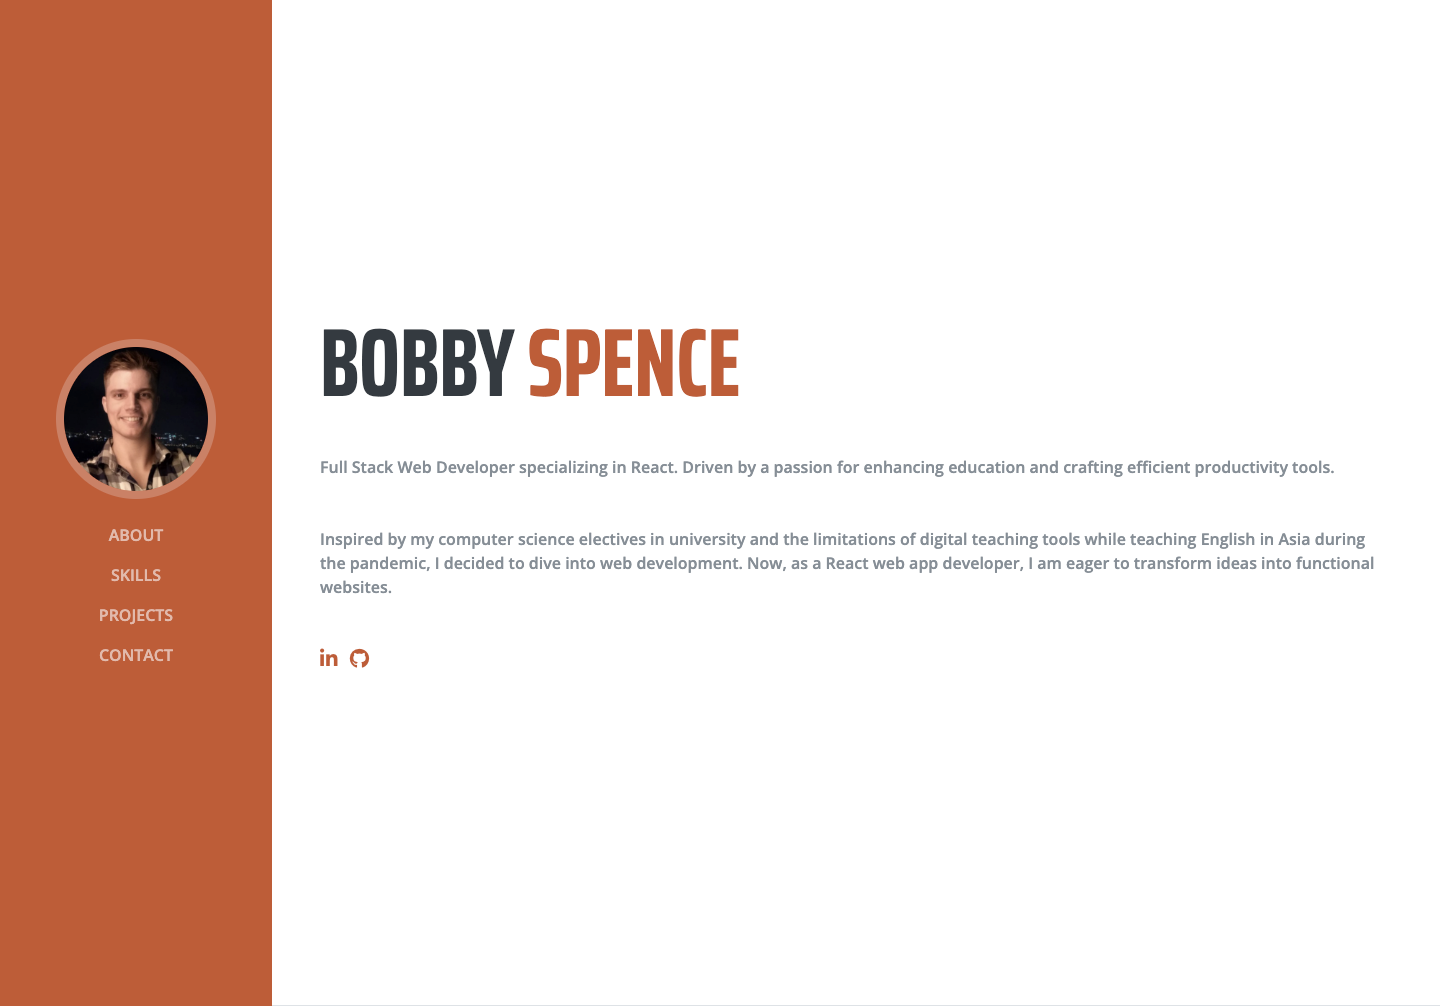 ABOUT
SKILLS
PROJECTS
CONTACT
BOBBY SPENCE
Full Stack Web Developer specializing in React. Driven by a passion for enhancing education and crafting efficient productivity tools.
Inspired by my computer science electives in university and the limitations of digital teaching tools while teaching English in Asia during
the pandemic, I decided to dive into web development. Now, as a React web app developer, I am eager to transform ideas into functional
websites.
in